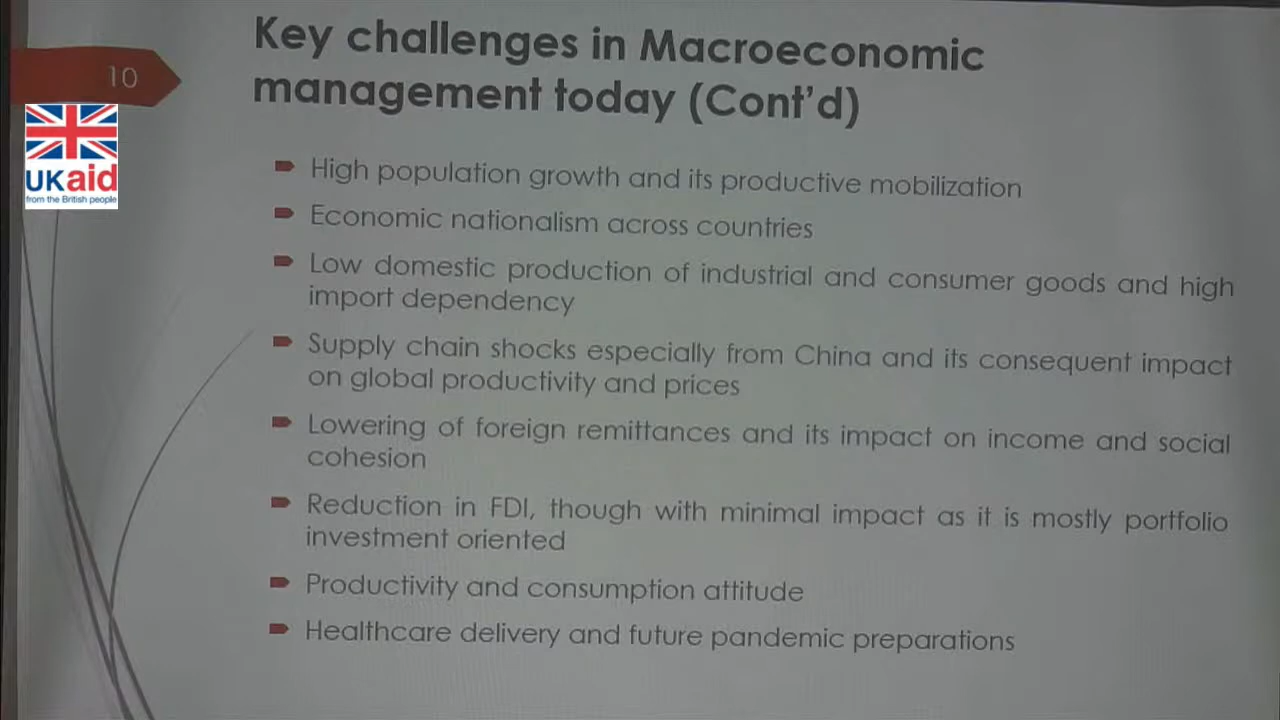 Key challenges in Macroeconomic
management today (Cont'd)
10
UKaid
from the British people
High population growth and its productive mobilization
Economic nationalism across countries
Low domestic production of industrial and consumer goods and high
import dependency
Supply chain shocks especially from China and its consequent impact
on global productivity and prices
Lowering of foreign remittances and its impact on income and social
cohesion
Reduction in FDI, though with minimal impact as it is mostly portfolio
investment oriented
Productivity and consumption attitude
Healthcare delivery and future pandemic preparations